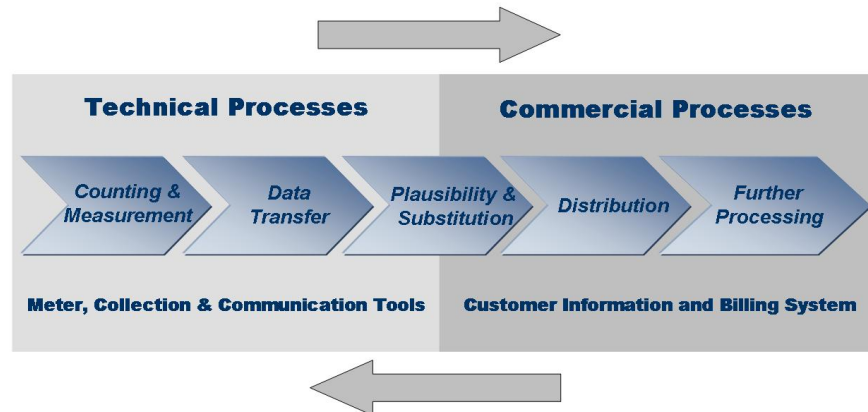 Technical Processes
Commercial Processes
Counting &
Measurement
Data
Transfer
Plausibility &
Substitution
Distribution
Further
Processing
Meter, Collection & Communication Tools
Customer Information and Billing System